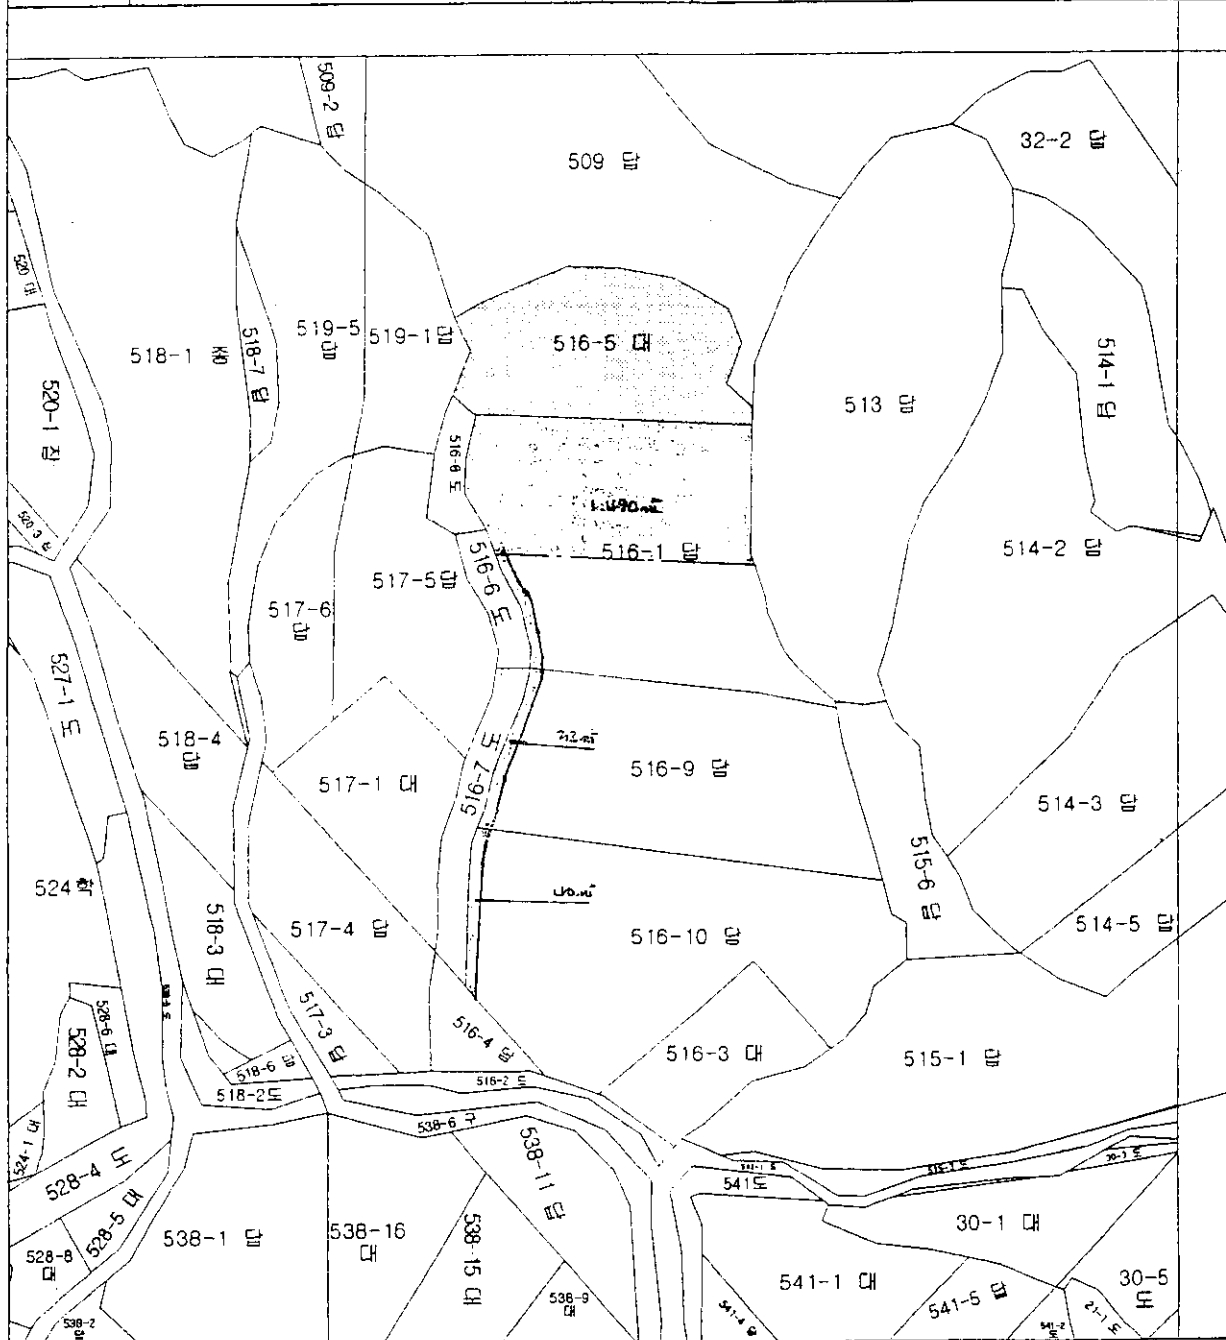 509-2 답
509 답
32-2 답
520 대
518-1 종
518-7 답
519-5
답
519-1답
516-5 대
513 답
514-1 답
520-1 잡
516-8 도
516-1 답
514-2 답
517-5답
516-6 도
517-6
답
527-1 도
518-4
답
517-1 대
516-7 도
516-9 답
514-3 답
515-6 답
524 학
518-3 대
517-4 답
516-10 답
514-5 답
528-6 대
528-2 대
517-3 답
516-4 답
516-3 대
515-1 답
518-6 답
518-2도
516-2 도
538-6 구
524-1 대
528-4 도
528-5 대
538-11 답
541도
30-1 대
538-1 답
538-16
대
538-15 대
528-8
대
538-9
대
541-1 대
541-5 답
30-5
도